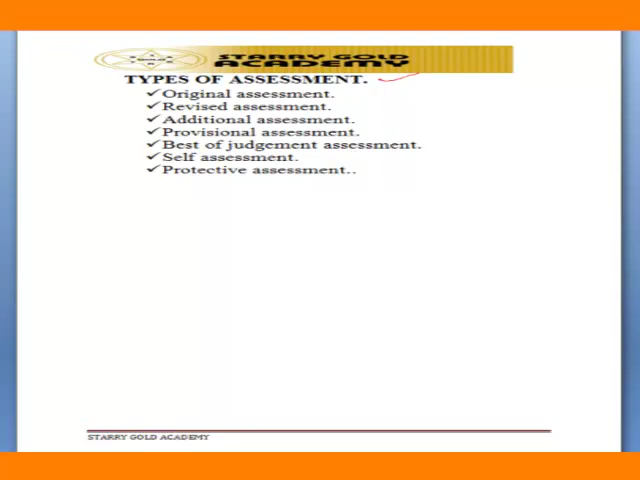 STARRY GOLD
ACADEMY
TYPES OF ASSESSMENT.
✓Original assessment.
✓Revised assessment.
✓Additional assessment.
✓Provisional assessment.
✓Best of judgement assessment.
✓Self assessment.
✓Protective assessment..
STARRY GOLD ACADEMY